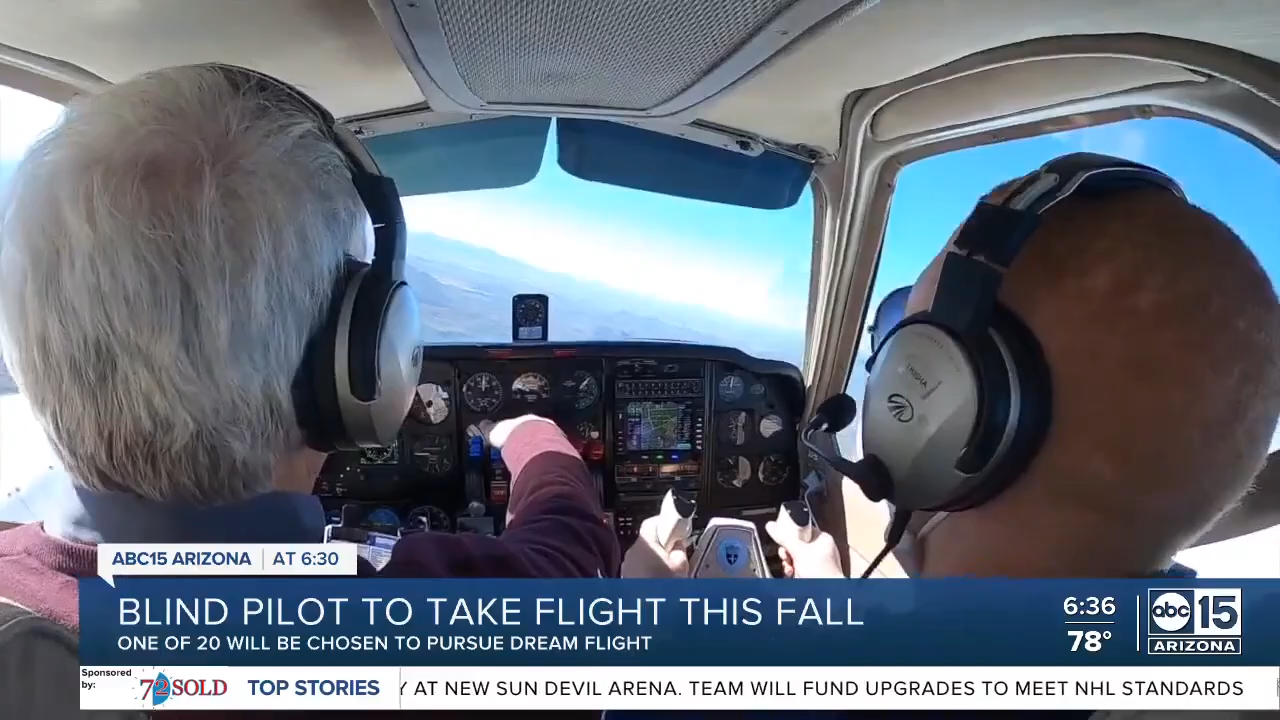 ABC15 ARIZONA | AT 6:30
BLIND PILOT TO TAKE FLIGHT THIS FALL
ONE OF 20 WILL BE CHOSEN TO PURSUE DREAM FLIGHT
6:36
78°
abc 15
ARIZONA
Sponsored by:
72SOLD
TOP STORIES
Y AT NEW SUN DEVIL ARENA. TEAM WILL FUND UPGRADES TO MEET NHL STANDARDS